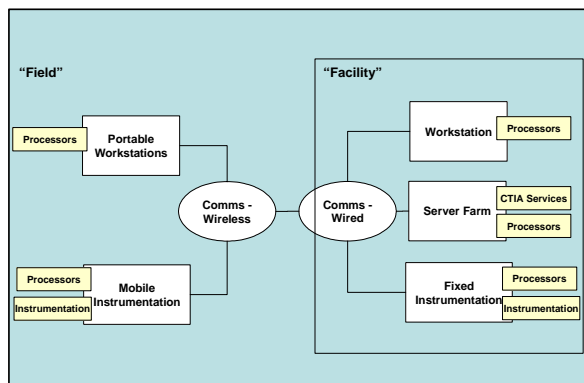 “Field”
“Facility”
Processors
Portable
Workstations
Workstation
Processors
Comms -
Wireless
Comms -
Wired
CTIA Services
Server Farm
Processors
Processors
Instrumentation
Mobile
Instrumentation
Fixed
Instrumentation
Processors
Instrumentation